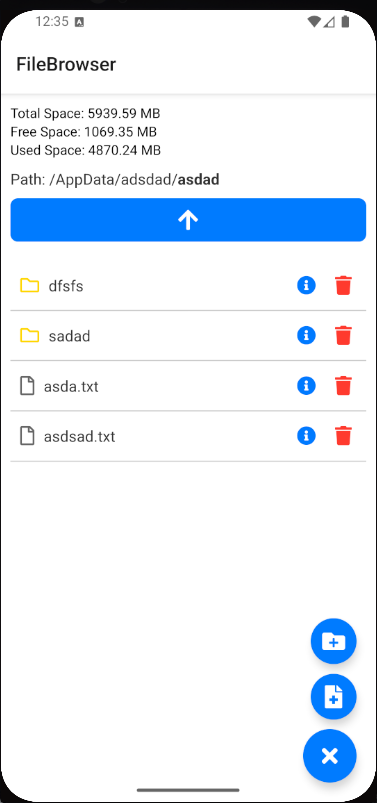 12:35 A
FileBrowser
Total Space: 5939.59 MB
Free Space: 1069.35 MB
Used Space: 4870.24 MB
Path: /AppData/adsdad/asdad
dfsfs
sadad
asda.txt
asdsad.txt